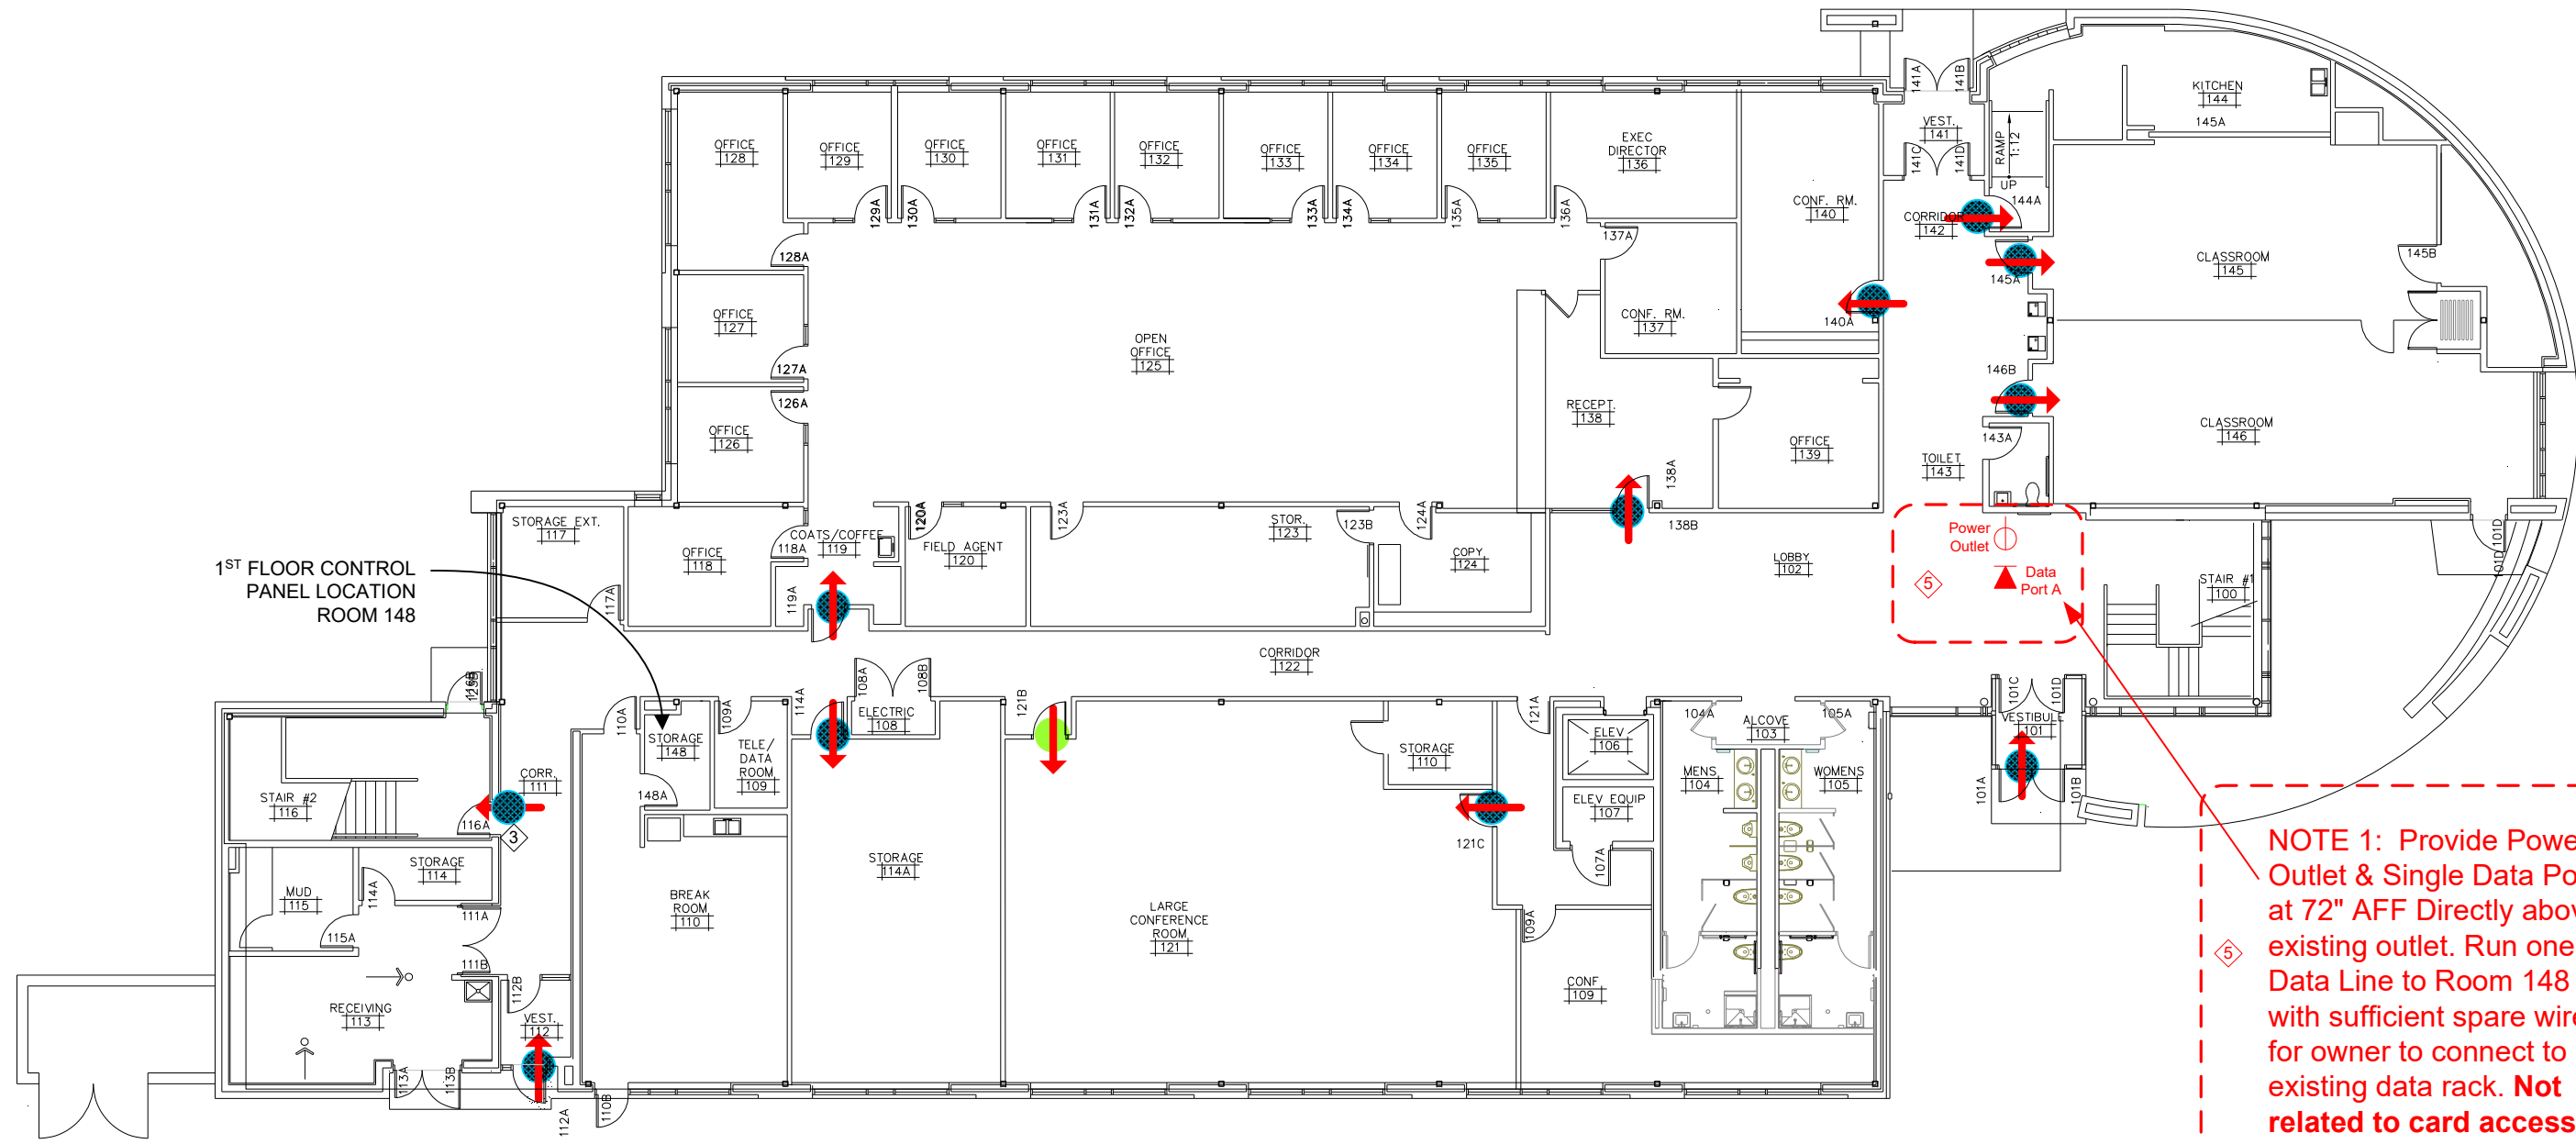 141A
141B
KITCHEN
144
145A
VEST.
141
RAMP
1:12
UP
141C
141D
144A
OFFICE
128
OFFICE
129
OFFICE
130
OFFICE
131
OFFICE
132
OFFICE
133
OFFICE
134
OFFICE
135
EXEC
DIRECTOR
136
CONF. RM.
140
CORRIDOR
142
129A
130A
131A
132A
133A
134A
135A
136A
137A
128A
145A
145B
CLASSROOM
145
OFFICE
127
127A
OPEN
OFFICE
125
CONF. RM.
137
140A
126A
OFFICE
126
RECEPT.
138
OFFICE
139
146B
143A
TOILET
143
CLASSROOM
146
138A
138B
STORAGE EXT.
117
OFFICE
118
118A
COATS/COFFEE
119
119A
120A
FIELD AGENT
120
123A
STOR.
123
123B
124A
COPY
124
LOBBY
102
Power
Outlet
5
Data
Port A
STAIR #1
100
101D
101D
1ST FLOOR CONTROL
PANEL LOCATION
ROOM 148
117A
CORRIDOR
122
116B
110A
STORAGE
148
148A
109A
TELE/
DATA
ROOM
109
114A
108A
108B
ELECTRIC
108
121B
121A
STORAGE
110
ELEV
106
ELEV EQUIP
107
107A
104A
ALCOVE
103
105A
MENS
104
WOMENS
105
101C
101D
VESTIBULE
101
101A
101B
STAIR #2
116
116A
3
CORR.
111
STORAGE
114
114A
MUD
115
115A
111A
111B
112B
RECEIVING
113
113A
113B
VEST.
112
112A
110B
BREAK
ROOM
110
STORAGE
114A
LARGE
CONFERENCE
ROOM
121
121C
109A
CONF
109
5
NOTE 1: Provide Powe
Outlet & Single Data Po
at 72" AFF Directly abov
existing outlet. Run one
Data Line to Room 148
with sufficient spare wire
for owner to connect to
existing data rack. Not
related to card access